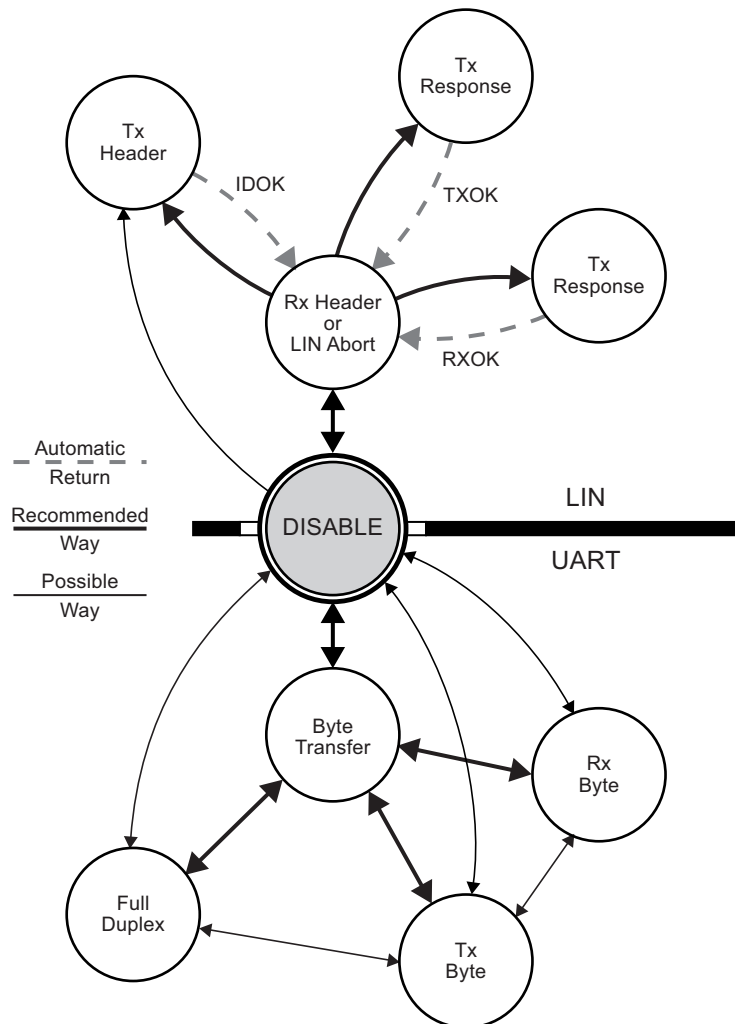 Tx
Response
Tx
Header
IDOK
TXOK
Tx
Response
Rx Header
or
LIN Abort
RXOK
Automatic
Return
Recommended
Way
Possible
Way
DISABLE
LIN
UART
Byte
Transfer
Rx
Byte
Full
Duplex
Tx
Byte